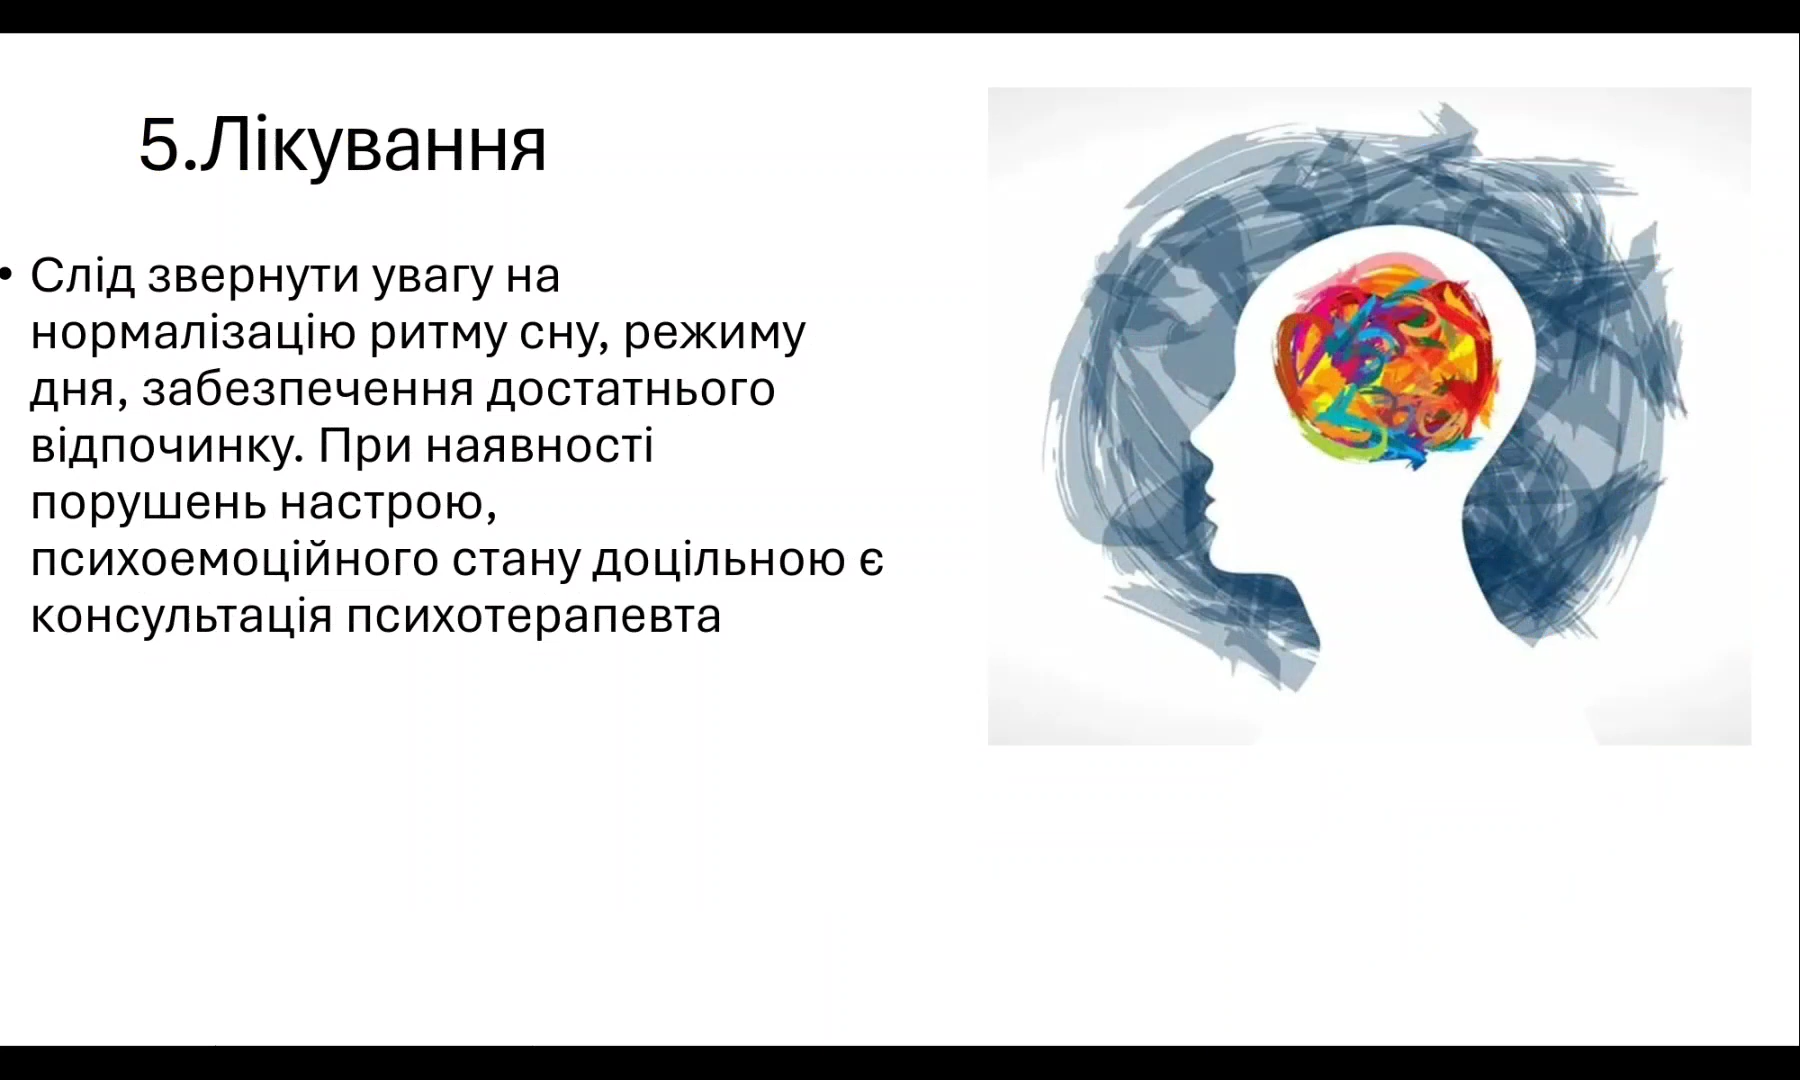 5.Лікування
• Слід звернути увагу на
нормалізацію ритму сну, режиму
дня, забезпечення достатнього
відпочинку. При наявності
порушень настрою,
психоемоційного стану доцільною є
консультація психотерапевта